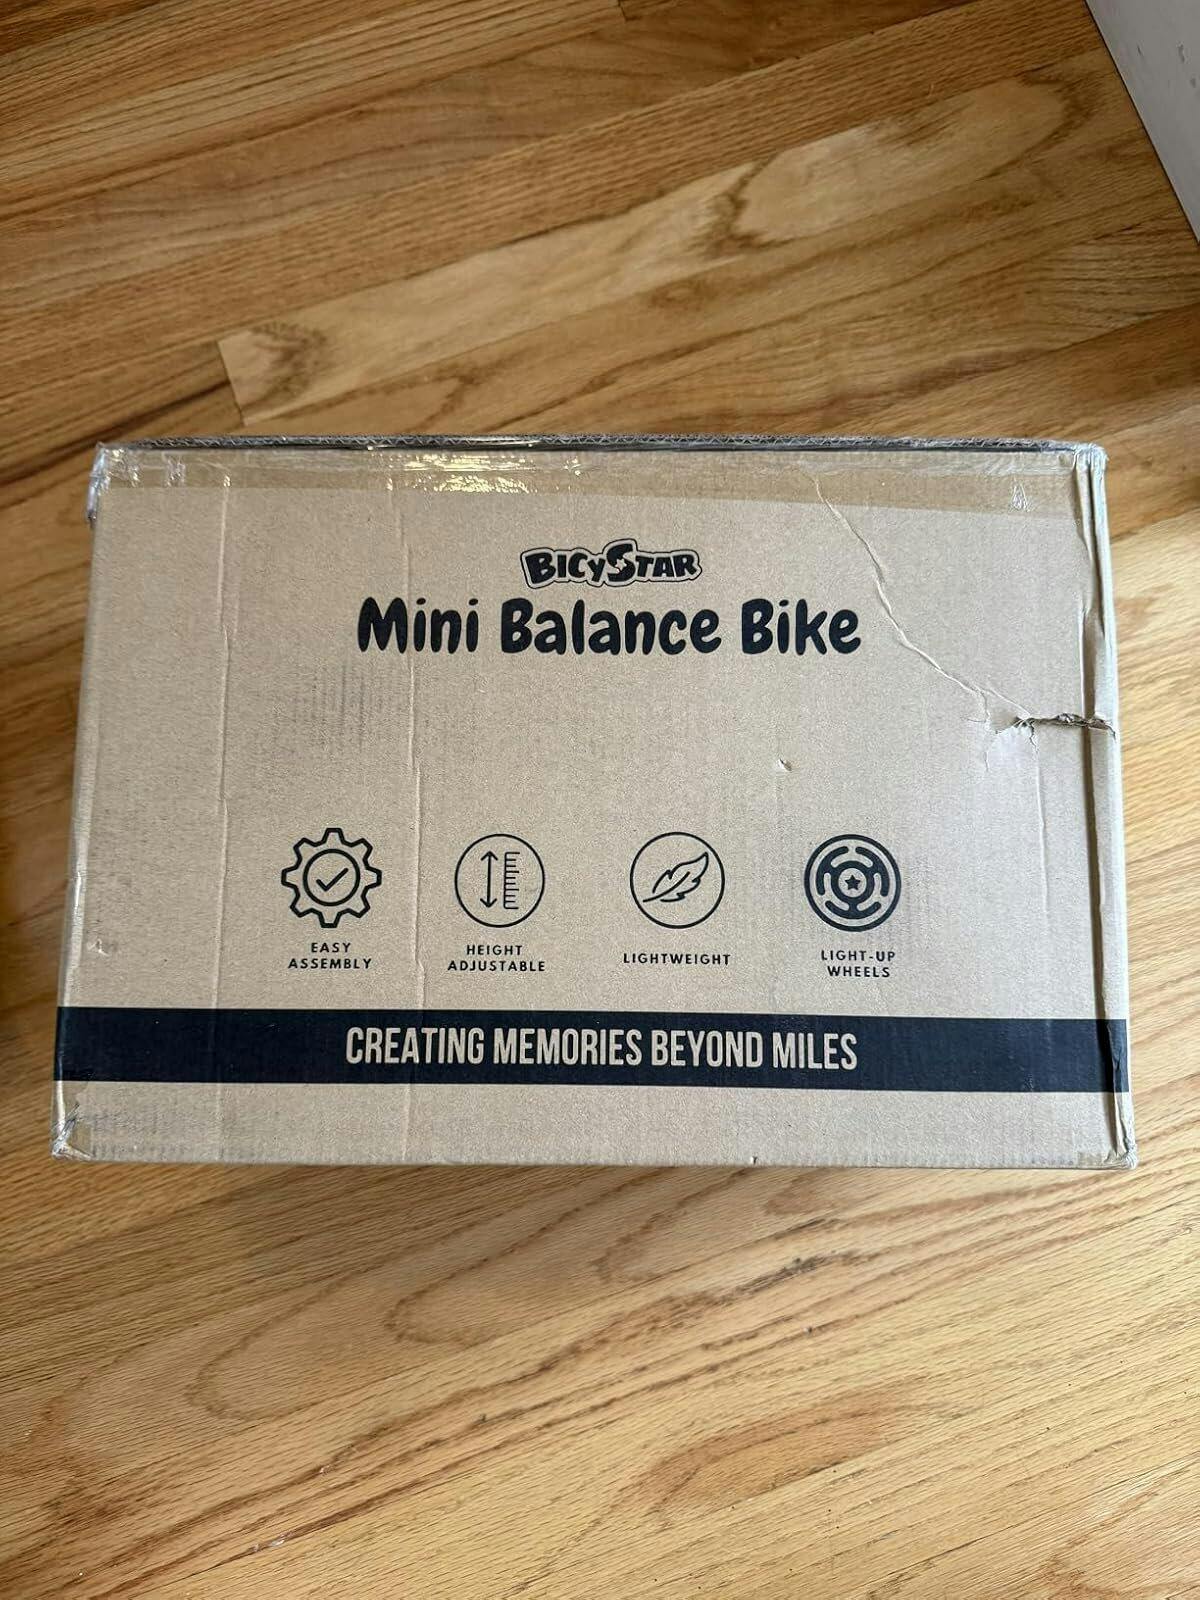 BICYSTAR
Mini Balance Bike
EASY
ASSEMBLY
HEIGHT
ADJUSTABLE
LIGHTWEIGHT
LIGHT-UP
WHEELS
CREATING MEMORIES BEYOND MILES